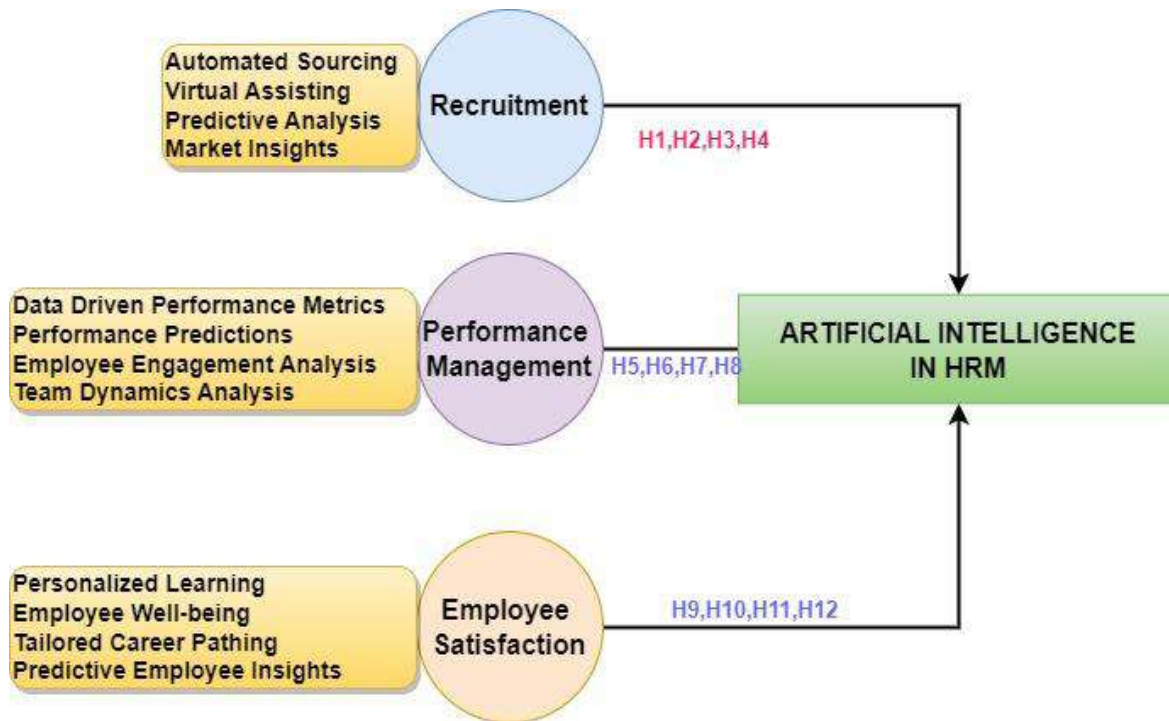 Automated Sourcing
Virtual Assisting
Predictive Analysis
Market Insights
Recruitment
H1,H2,H3,H4
Data Driven Performance Metrics
Performance Predictions
Employee Engagement Analysis
Team Dynamics Analysis
Performance
Management
H5,H6,H7,H8
ARTIFICIAL INTELLIGENCE
IN HRM
Personalized Learning
Employee Well-being
Tailored Career Pathing
Predictive Employee Insights
Employee
Satisfaction
H9,H10,H11,H12